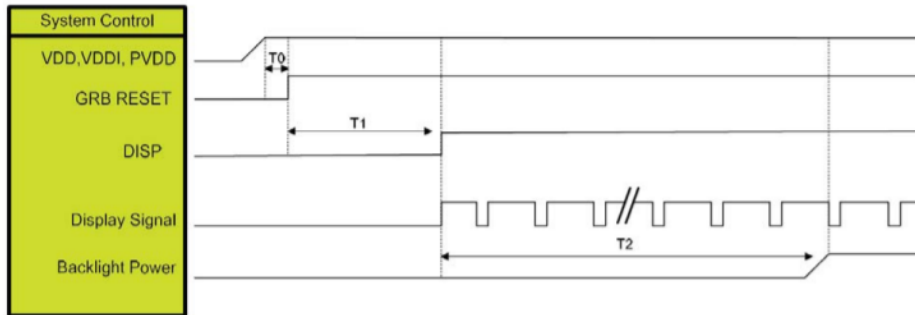 System Control
VDD,VDDI, PVDD
T0
GRB RESET
T1
DISP
Display Signal
T2
Backlight Power